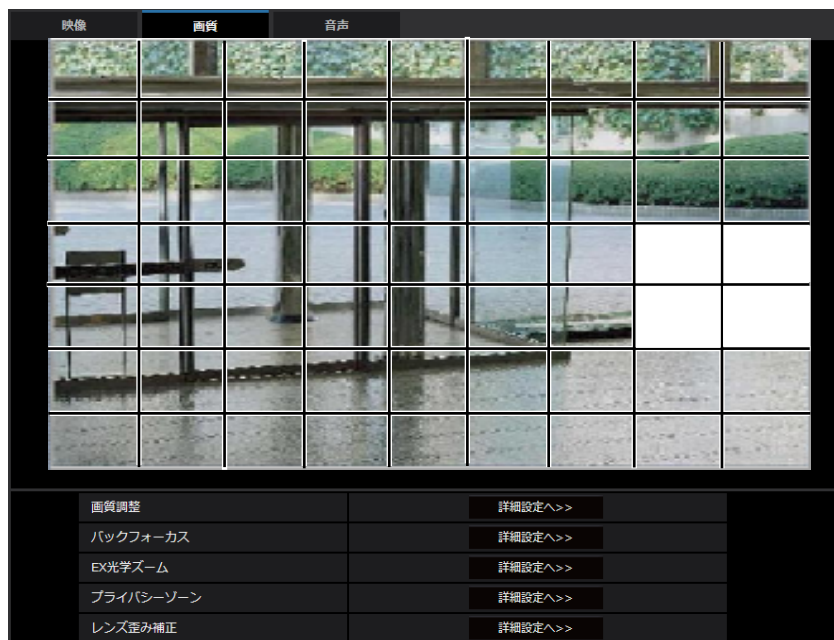 映像 画質 音声
画質調整 詳細設定へ>>
バックフォーカス 詳細設定へ>>
EX光学ズーム 詳細設定へ>>
プライバシーゾーン 詳細設定へ>>
レンズ歪み補正 詳細設定へ>>